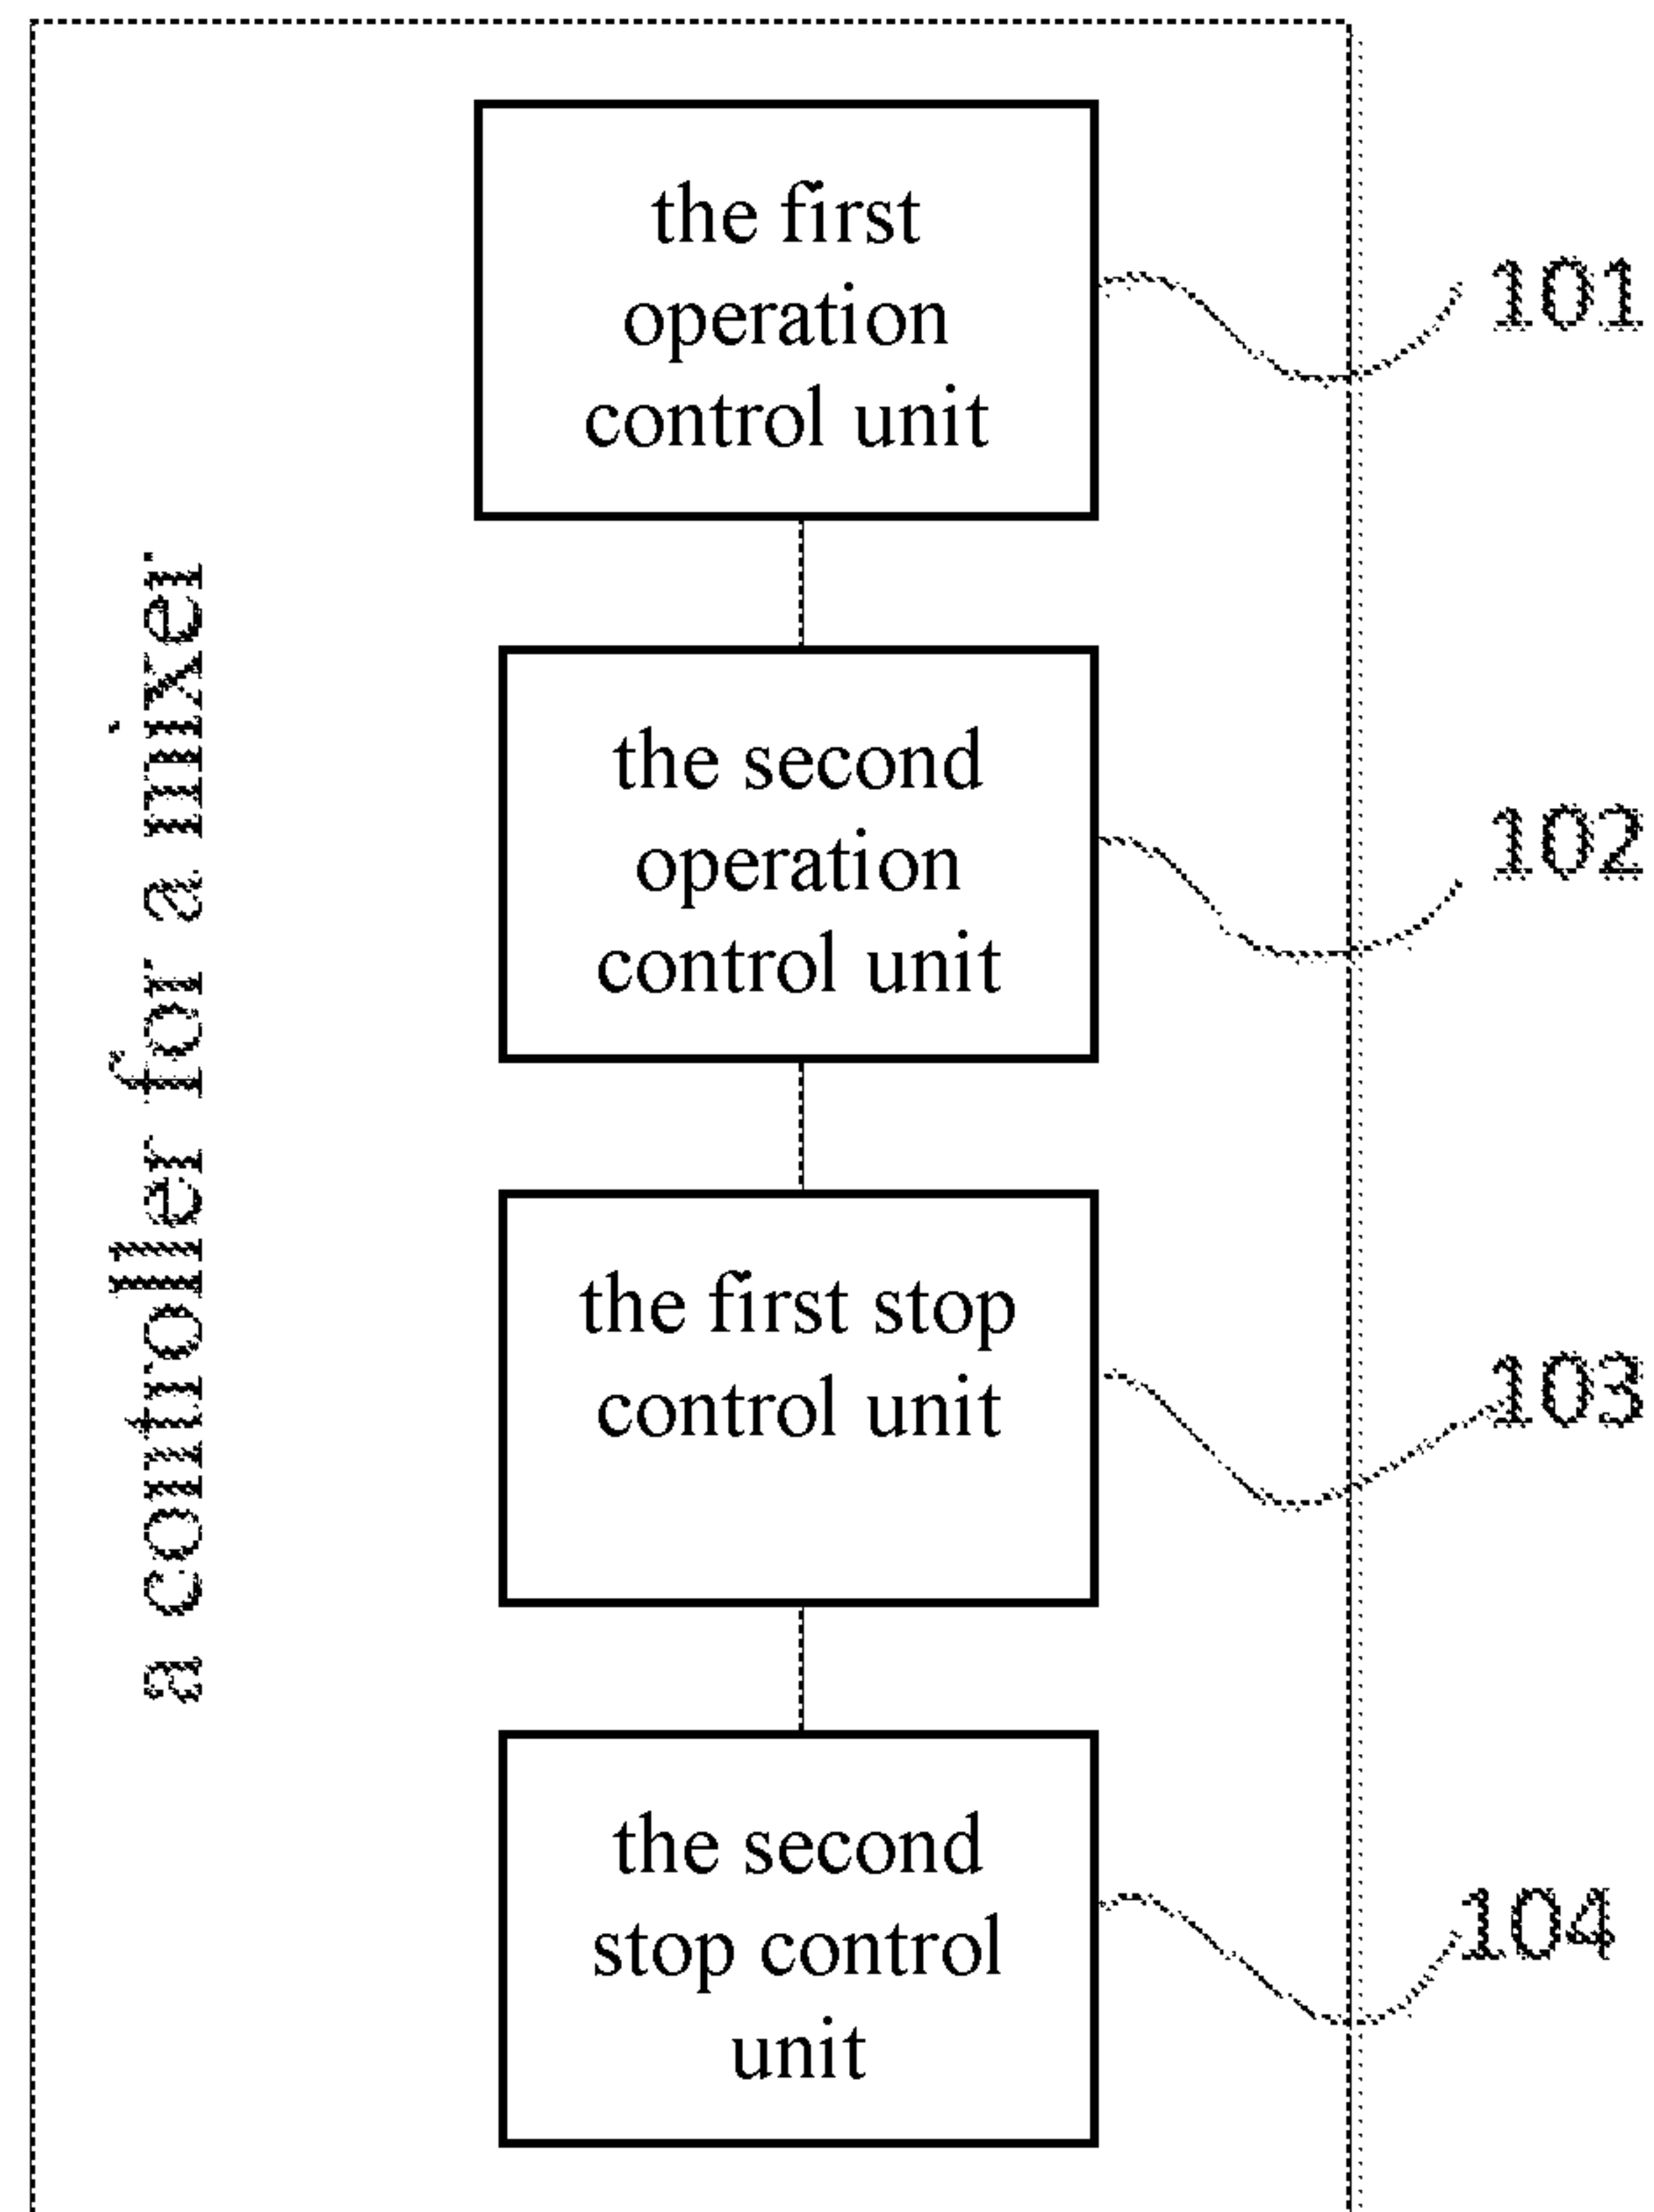 the first
operation
control unit
101
the second
operation
control unit
102
a controller for a mixer
the first stop
control unit
103
the second
stop control
unit
104